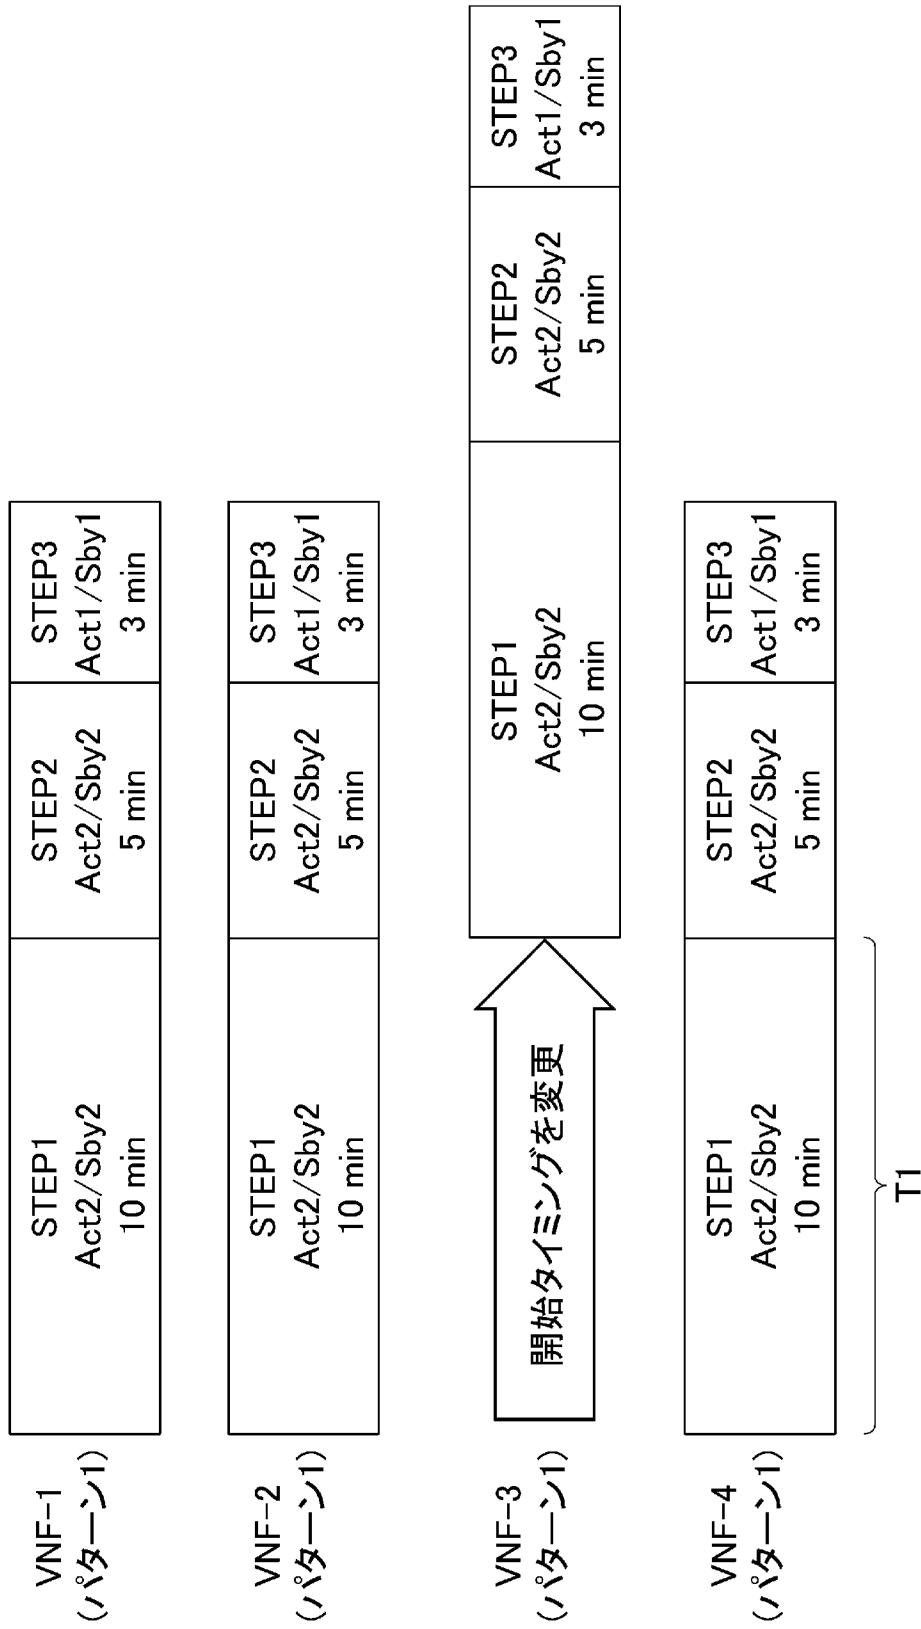 VNF-1
(パターン1)
STEP1
Act2/Sby2
10 min
STEP2
Act2/Sby2
5 min
STEP3
Act1/Sby1
3 min
VNF-2
(パターン1)
STEP1
Act2/Sby2
10 min
STEP2
Act2/Sby2
5 min
STEP3
Act1/Sby1
3 min
VNF-3
(パターン1)
開始タイミングを変更
STEP1
Act2/Sby2
10 min
STEP2
Act2/Sby2
5 min
STEP3
Act1/Sby1
3 min
VNF-4
(パターン1)
STEP1
Act2/Sby2
10 min
STEP2
Act2/Sby2
5 min
STEP3
Act1/Sby1
3 min
T1